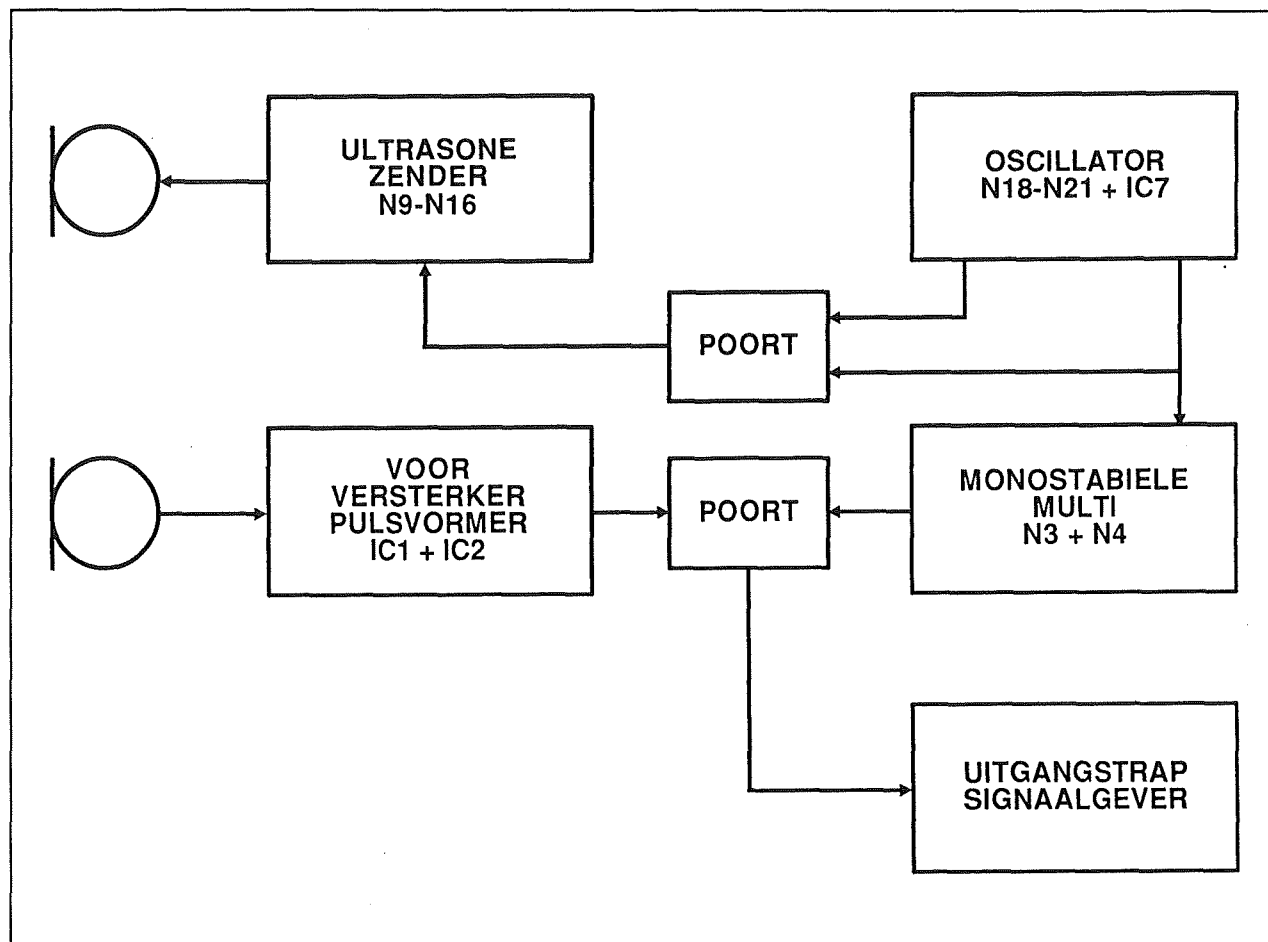 ULTRASONE
ZENDER
N9-N16
OSCILLATOR
N18-N21 + IC7
POORT
VOOR
VERSTERKER
PULSVORMER
IC1 + IC2
POORT
MONOSTABIELE
MULTI
N3 + N4
UITGANGSTRAP
SIGNAALGEVER